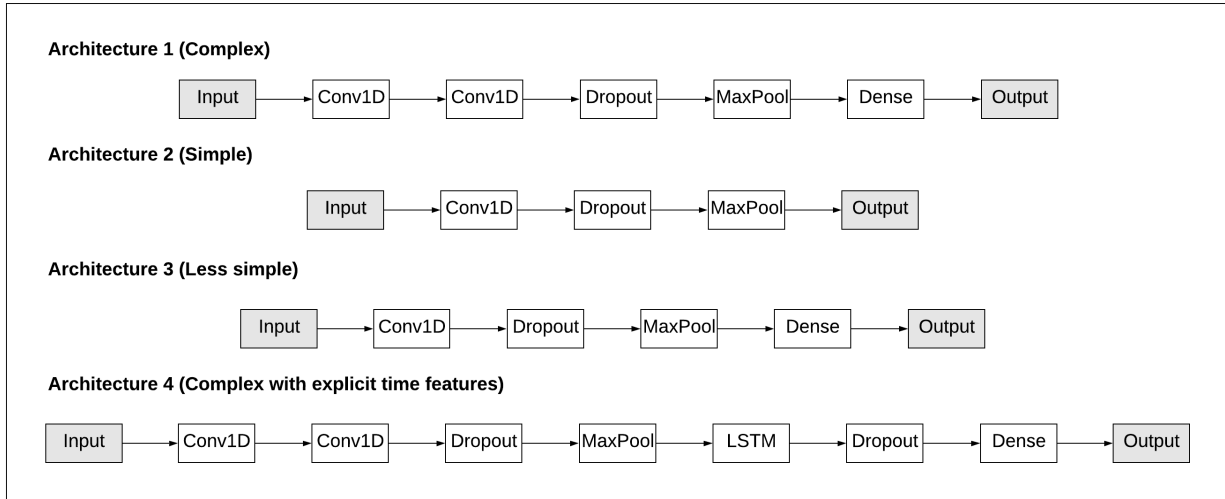 Architecture 1 (Complex)
Input Conv1D Conv1D Dropout MaxPool Dense Output
Architecture 2 (Simple)
Input Conv1D Dropout MaxPool Output
Architecture 3 (Less simple)
Input Conv1D Dropout MaxPool Dense Output
Architecture 4 (Complex with explicit time features)
Input Conv1D Conv1D Dropout MaxPool LSTM Dropout Dense Output